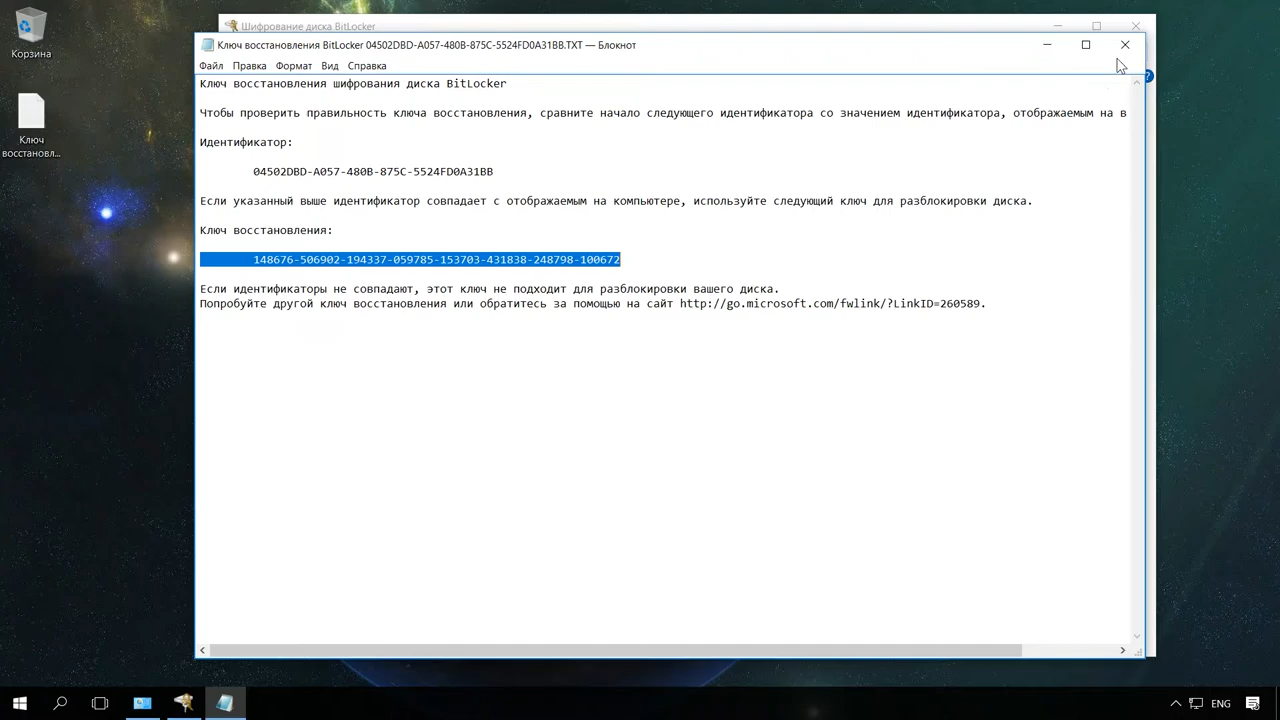 Шифрование диска BitLocker
Ключ восстановления BitLocker 04502DBD-A057-480B-875C-5524FD0A31BB.TXT — Блокнот
Файл Правка Формат Вид Справка
Корзина
Ключ
восстановл...
Ключ восстановления шифрования диска BitLocker
Чтобы проверить правильность ключа восстановления, сравните начало следующего идентификатора со значением идентификатора, отображаемым на в
Идентификатор:
04502DBD-A057-480B-875C-5524FD0A31BB
Если указанный выше идентификатор совпадает с отображаемым на компьютере, используйте следующий ключ для разблокировки диска.
Ключ восстановления:
148676-506902-194337-059785-153703-431838-248798-100672
Если идентификаторы не совпадают, этот ключ не подходит для разблокировки вашего диска.
Попробуйте другой ключ восстановления или обратитесь за помощью на сайт http://go.microsoft.com/fwlink/?LinkID=260589.
ENG